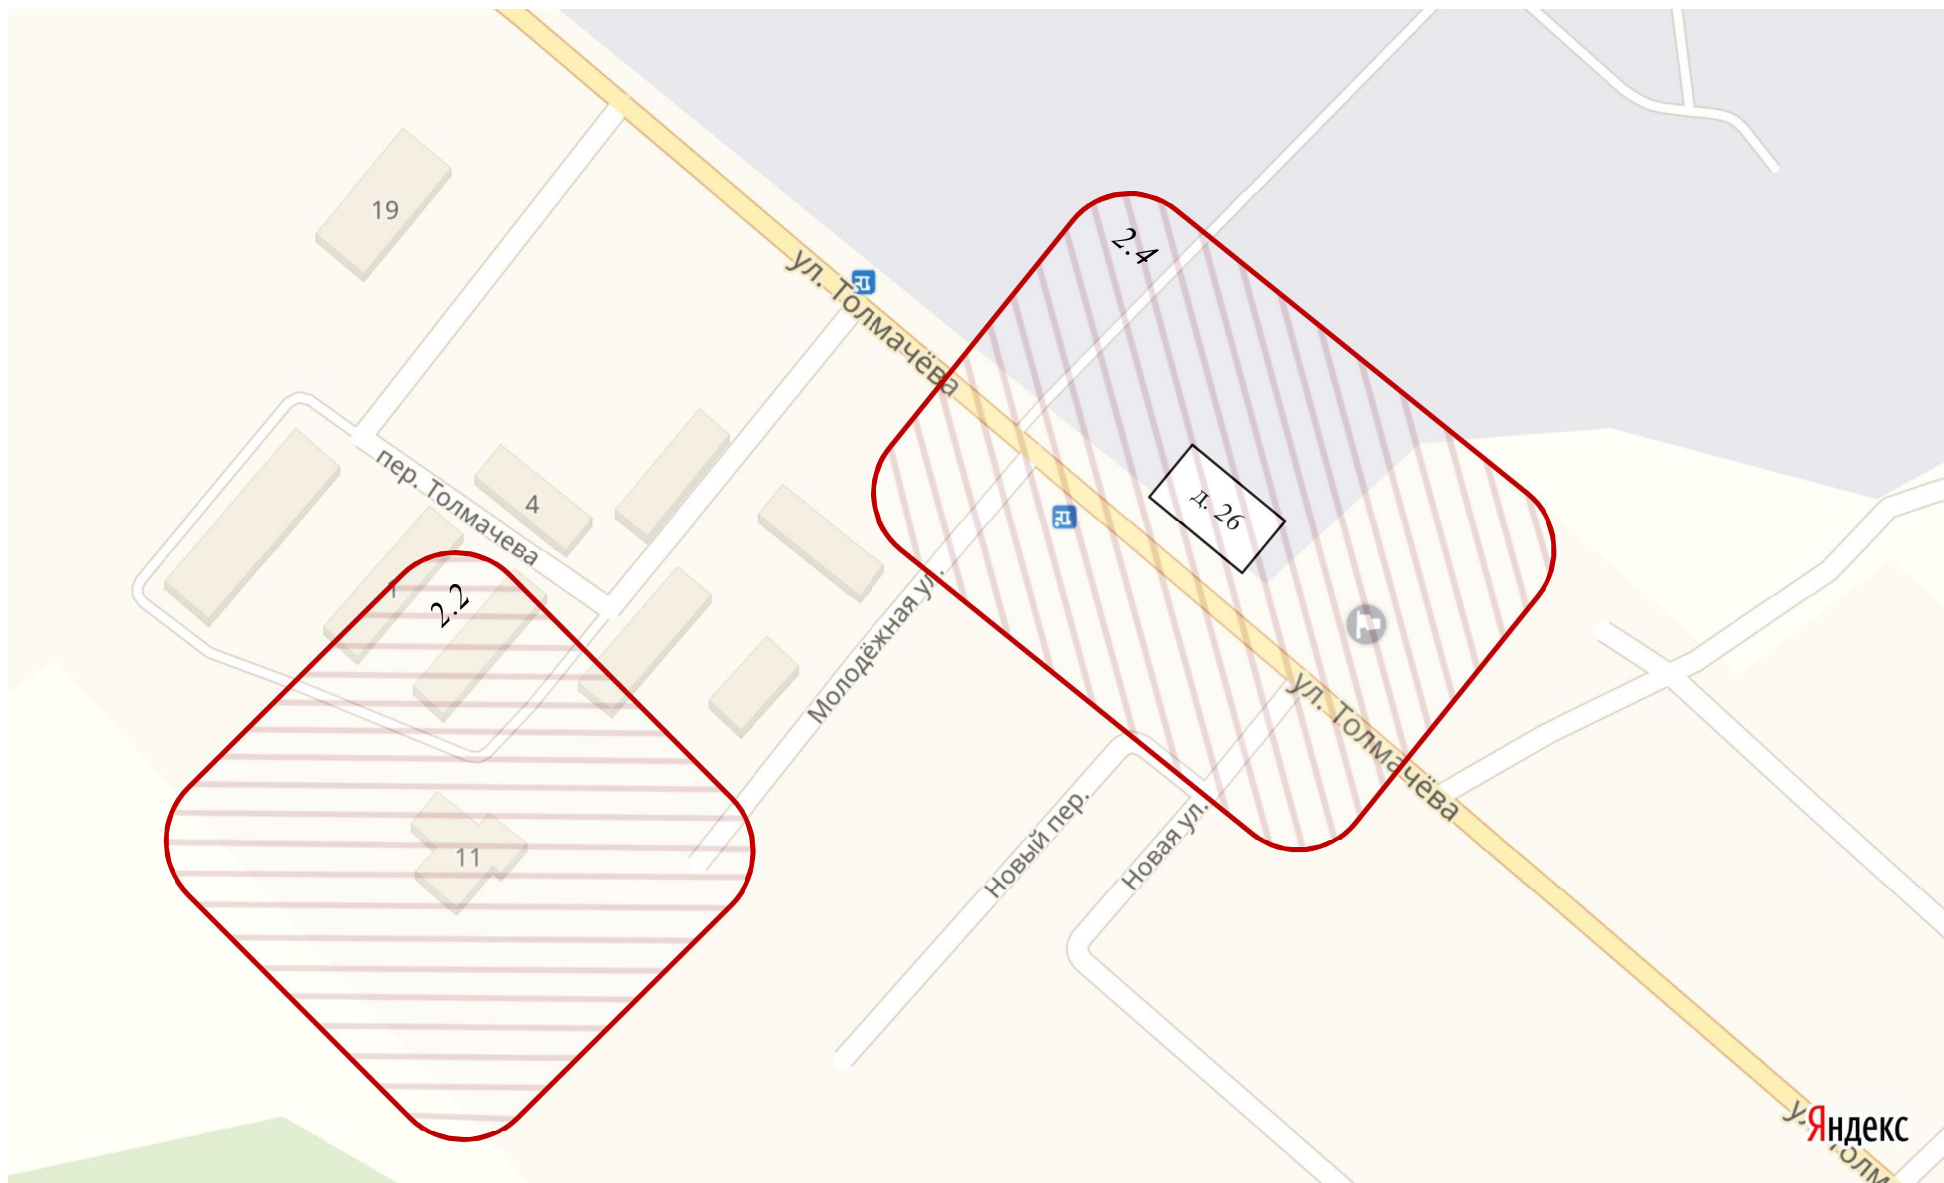 19
ул. Толмачёва
2.4
пер. Толмачева
4
д. 26
1
2.2
Молодёжная ул.
ул. Толмачёва
11
Новый пер.
Новая ул.
Яндекс